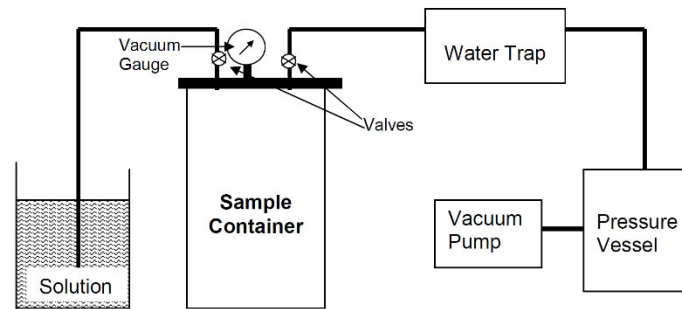 Vacuum
Gauge
Water Trap
Valves
Sample
Container
Vacuum
Pump
Pressure
Vessel
Solution